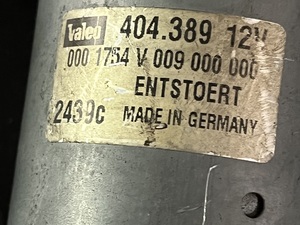 Valeo 404.389 12V
000 1754 V 009 000 000
ENTSTOERT
2439c MADE IN GERMANY